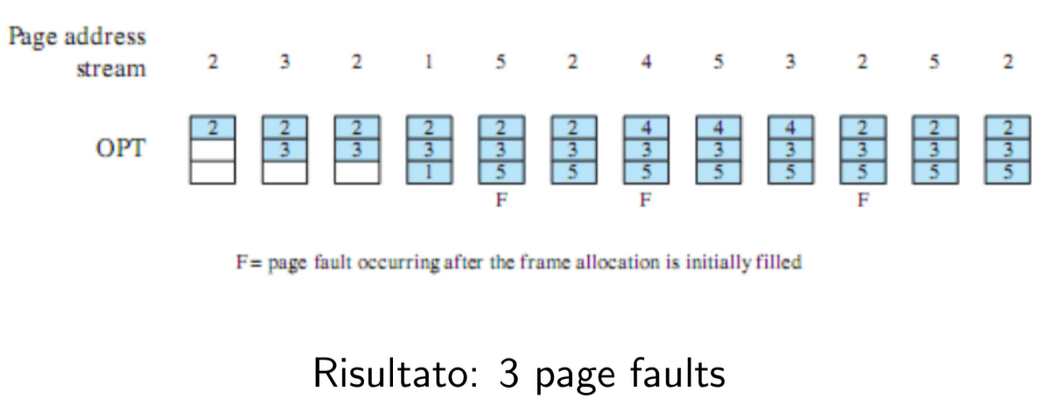 Page address
stream 2 3 2 1 5 2 4 5 3 2 5 2
2 2 2 2 2 2 4 4 4 2 2 2
OPT 3 3 3 3 3 3 3 3 3 3 3
1 5 5 5 5 5 5 5 5
F F F
F= page fault occurring after the frame allocation is initially filled
Risultato: 3 page faults